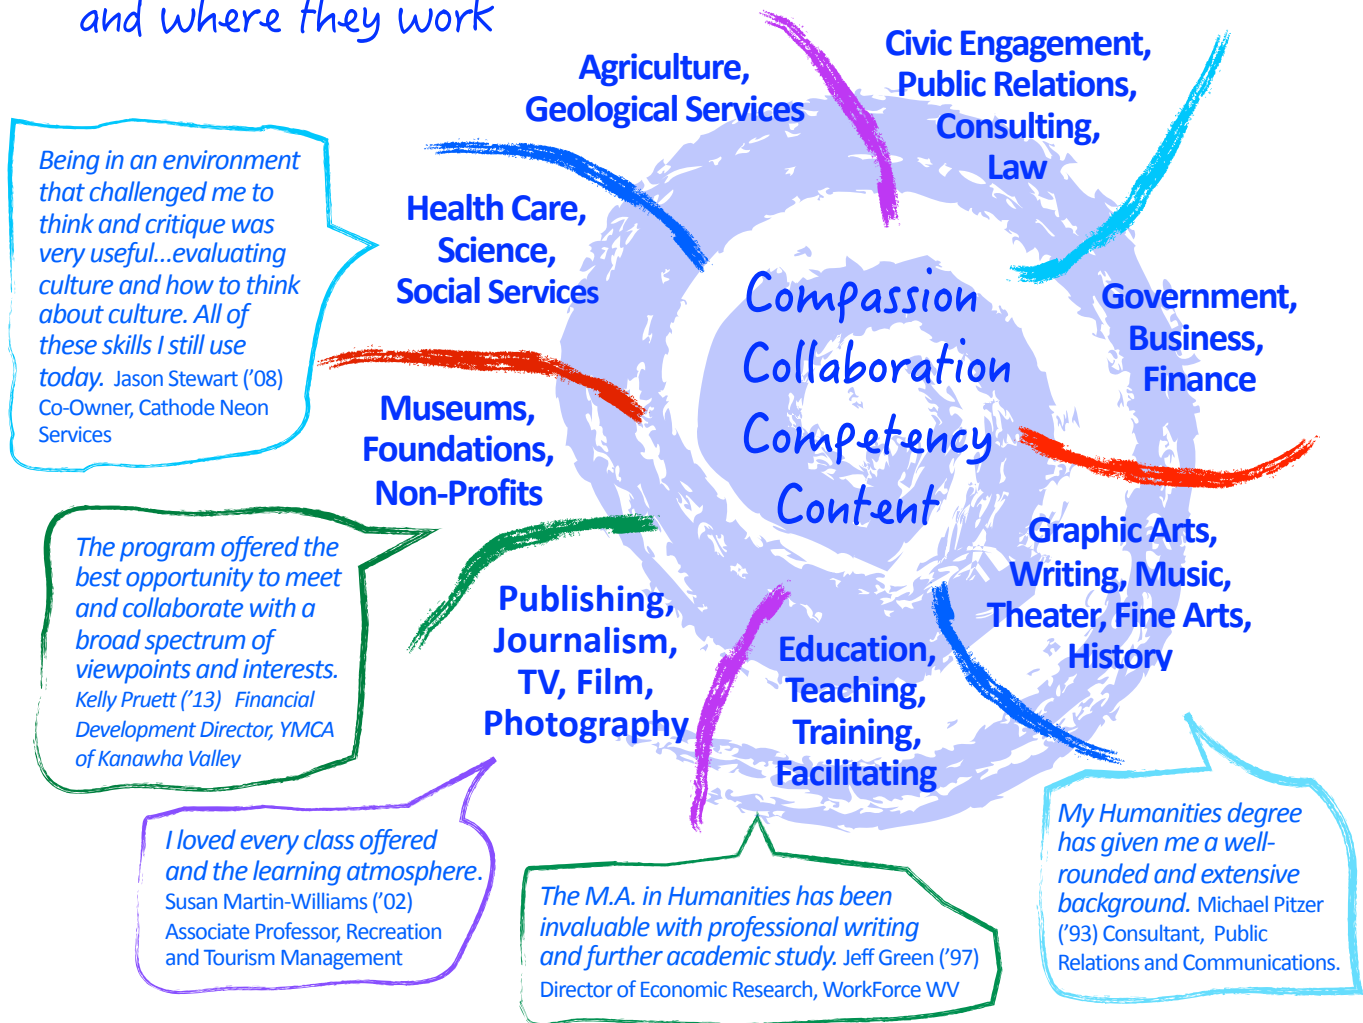 and where they work
Agriculture,
Geological Services
Civic Engagement,
Public Relations,
Consulting,
Law
Being in an environment
that challenged me to
think and critique was
very useful...evaluating
culture and how to think
about culture. All of
these skills I still use
today. Jason Stewart ('08)
Co-Owner, Cathode Neon
Services
Health Care,
Science,
Social Services
Compassion
Collaboration
Competency
Content
Government,
Business,
Finance
Museums,
Foundations,
Non-Profits
Graphic Arts,
Writing, Music,
Theater, Fine Arts,
History
The program offered the
best opportunity to meet
and collaborate with a
broad spectrum of
viewpoints and interests.
Kelly Pruett ('13) Financial
Development Director, YMCA
of Kanawha Valley
Publishing,
Journalism,
TV, Film,
Photography
Education,
Teaching,
Training,
Facilitating
I loved every class offered
and the learning atmosphere.
Susan Martin-Williams ('02)
Associate Professor, Recreation
and Tourism Management
The M.A. in Humanities has been
invaluable with professional writing
and further academic study. Jeff Green ('97)
Director of Economic Research, WorkForce WV
My Humanities degree
has given me a well-
rounded and extensive
background. Michael Pitzer
('93) Consultant, Public
Relations and Communications.